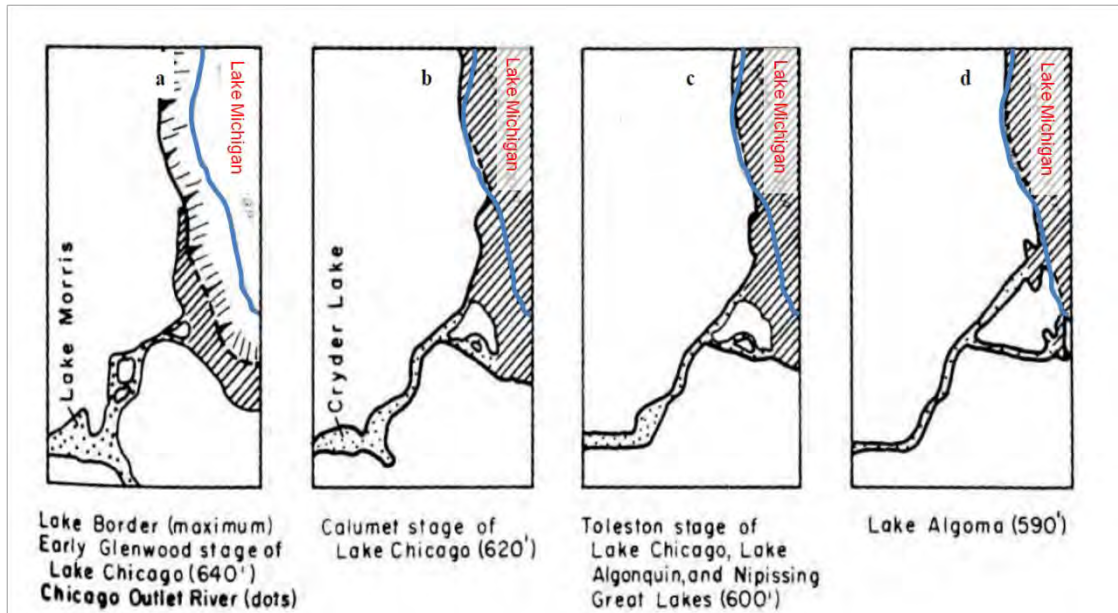 a
Lake Michigan
Lake Morris
Lake Border (maximum)
Early Glenwood stage of
Lake Chicago (640')
Chicago Outlet River (dots)
b
Lake Michigan
Cryder Lake
Calumet stage of
Lake Chicago (620')
c
Lake Michigan
Toleston stage of
Lake Chicago, Lake
Algonquin, and Nipissing
Great Lakes (600')
d
Lake Michigan
Lake Algoma (590')